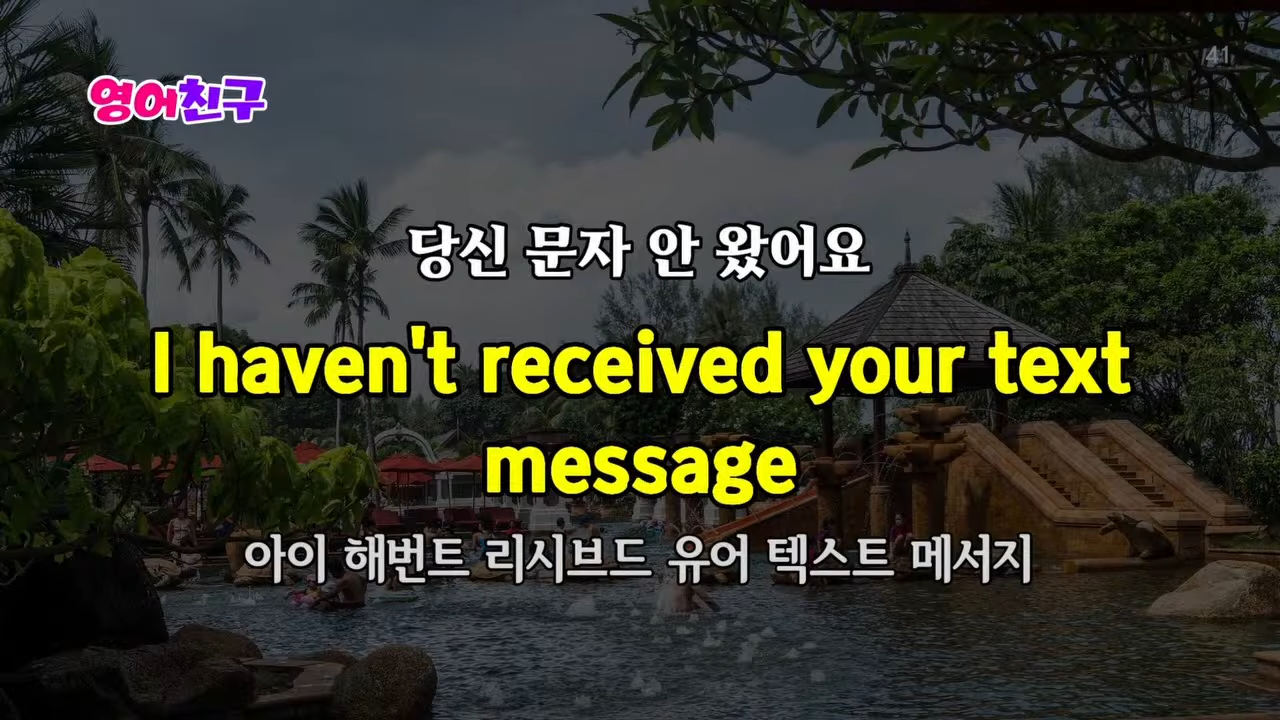 41
영어친구
당신 문자 안 왔어요
I haven't received your text
message
아이 해번트 리시브드 유어 텍스트 메서지